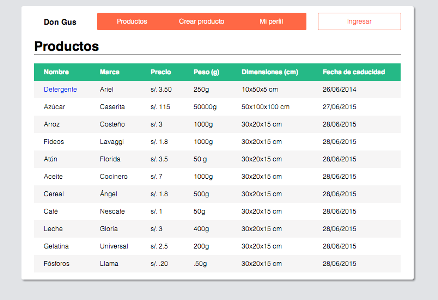 Don Gus Productos Crear producto Mi perfil Ingresar
Productos
Nombre Marca Precio Peso (g) Dimensiones (cm) Fecha de caducidad
Detergente Ariel s/. 3.50 250g 10x50x5 cm 26/06/2014
Azúcar Caserita s/. 115 50000g 50x100x100 cm 27/06/2015
Arroz Costeño s/. 3 1000g 30x20x15 cm 28/06/2015
Fideos Lavaggi s/. 1.8 1000g 30x20x15 cm 28/06/2015
Atún Florida s/. 3.5 50 g 30x20x15 cm 28/06/2015
Aceite Cocinero s/. 7 1000g 30x20x15 cm 28/06/2015
Cereal Ángel s/. 1.8 500g 30x20x15 cm 28/06/2015
Café Nescafe s/. 1 50g 30x20x15 cm 28/06/2015
Leche Gloria s/. 3 400g 30x20x15 cm 28/06/2015
Gelatina Universal s/. 2.5 200g 30x20x15 cm 28/06/2015
Fósforos Llama s/. .20 .50g 30x20x15 cm 28/06/2015